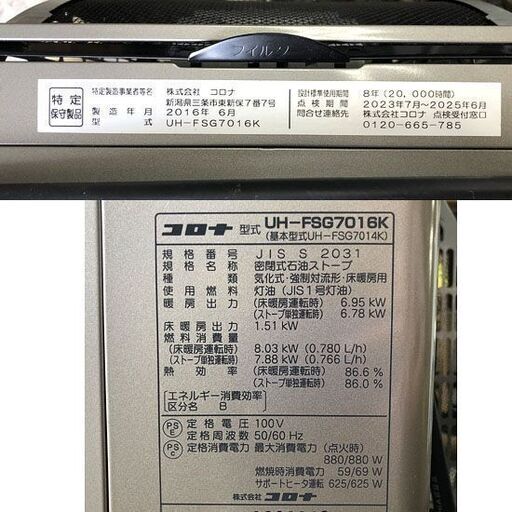 フィルタ
特定
保守製品
特定製造事業者等名 株式会社 コロナ
新潟県三条市東新保7番7号
製造年月 2016年 6月
型式 UH-FSG7016K
設計標準使用期間 8年(20,000時間)
点検期間 2023年7月～2025年6月
問合せ連絡先 株式会社コロナ 点検受付窓口
0120-665-785
コロナ 型式 UH-FSG7016K
(基本型式UH-FSG7014K)
規格番号 JIS S 2031
規格名称 密閉式石油ストーブ
種類 気化式・強制対流形・床暖房用
使用燃料 灯油(JIS1号灯油)
暖房出力 (床暖房運転時) 6.95 kW
(ストーブ単独運転時) 6.78 kW
床暖房出力 1.51 kW
燃料消費量
(床暖房運転時) 8.03 kW (0.780 L/h)
(ストーブ単独運転時) 7.88 kW (0.766 L/h)
熱効率 (床暖房運転時) 86.6 %
(ストーブ単独運転時) 86.0 %
[エネルギー消費効率]
区分名 B
PS E 定格電圧 100V
定格周波数 50/60 Hz
PS C 定格消費電力 最大消費電力 (点火時)
880/880 W
燃焼時消費電力 59/69 W
サポートヒータ運転 625/625 W
株式会社 コロナ